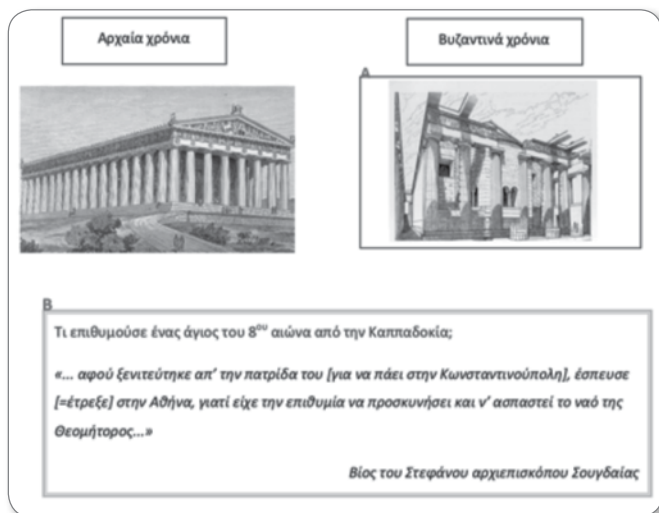 Αρχαία χρόνια
Βυζαντινά χρόνια
Α
Β
Τι επιθυμούσε ένας άγιος του 8ου αιώνα από την Καππαδοκία;
«... αφού ξενιτεύτηκε απ’ την πατρίδα του [για να πάει στην Κωνσταντινούπολη], έσπευσε
[=έτρεξε] στην Αθήνα, γιατί είχε την επιθυμία να προσκυνήσει και ν’ ασπαστεί το ναό της
Θεομήτορος...»
Βίος του Στεφάνου αρχιεπισκόπου Σουγδαίας